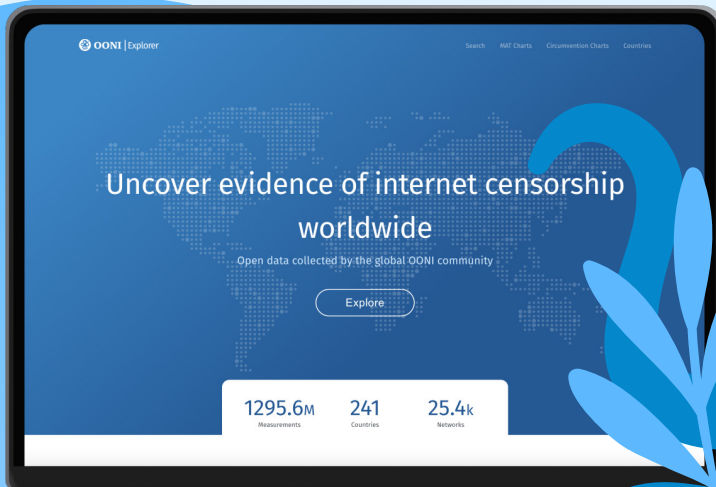 OONI Explorer
Search MAT Charts Circumvention Charts Countries
Uncover evidence of internet censorship
worldwide
Open data collected by the global OONI community
Explore
1295.6M 241 25.4k
Measurements Countries Networks